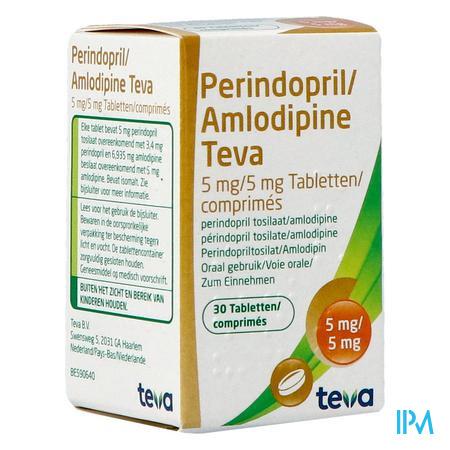 Perindopril/
Amlodipine Teva
5 mg/5 mg Tabletten/comprimés
Elke tablet bevat 5 mg perindopril
tosilaat overeenkomend met 3,4 mg
perindopril en 6,935 mg amlodipine
besilaat overeenkomend met 5 mg
amlodipine. Bevat isomalt. Zie
bijsluiter voor meer informatie.
Lees voor het gebruik de bijsluiter.
Bewaren in de oorspronkelijke
verpakking ter bescherming tegen
licht en vocht. De tablettencontainer
zorgvuldig gesloten houden.
Geneesmiddel op medisch voorschrift.
BUITEN HET ZICHT EN BEREIK VAN
KINDEREN HOUDEN.
Teva B.V.
Swensweg 5, 2031 GA Haarlem
Nederland/Pays-Bas/Niederlande
BE590640
teva
Perindopril/
Amlodipine
Teva
5 mg/5 mg Tabletten/
comprimés
perindopril tosilaat/amlodipine
périndopril tosilate/amlodipine
Perindopriltosilat/Amlodipin
Oraal gebruik/Voie orale/
Zum Einnehmen
30 Tabletten/
comprimés
5 mg/
5 mg
teva
IPM